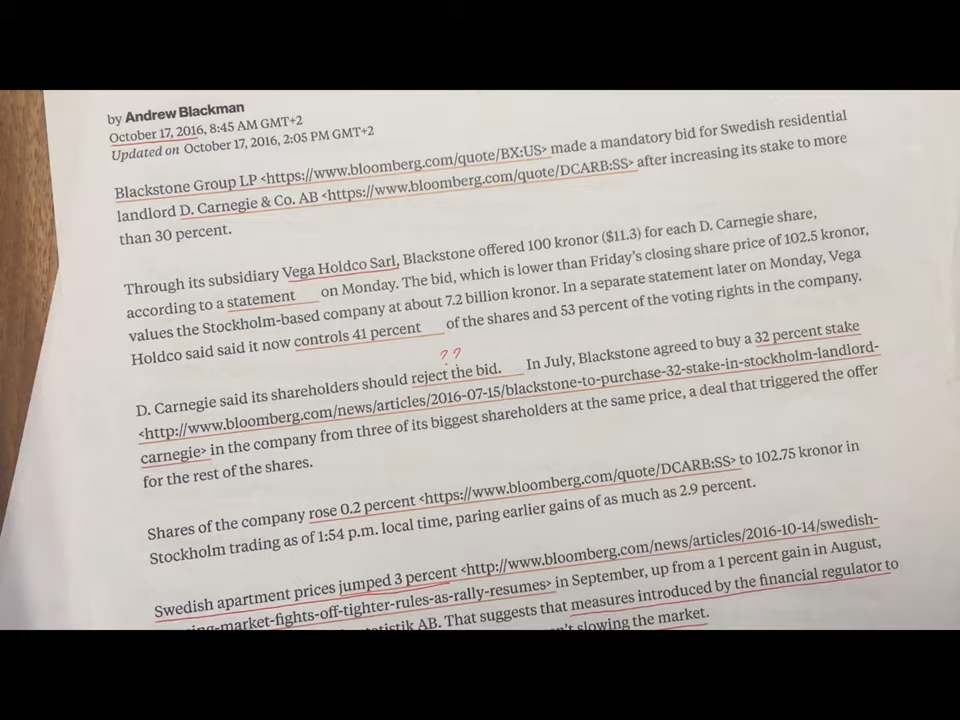 by Andrew Blackman
October 17, 2016, 8:45 AM GMT+2
Updated on October 17, 2016, 2:05 PM GMT+2
Blackstone Group LP <https://www.bloomberg.com/quote/BX:US> made a mandatory bid for Swedish residential
landlord D. Carnegie & Co. AB <https://www.bloomberg.com/quote/DCARB:SS> after increasing its stake to more
than 30 percent.
Through its subsidiary Vega Holdco Sarl, Blackstone offered 100 kronor ($11.3) for each D. Carnegie share,
according to a statement on Monday. The bid, which is lower than Friday's closing share price of 102.5 kronor,
values the Stockholm-based company at about 7.2 billion kronor. In a separate statement later on Monday, Vega
Holdco said said it now controls 41 percent of the shares and 53 percent of the voting rights in the company.
??
D. Carnegie said its shareholders should reject the bid. In July, Blackstone agreed to buy a 32 percent stake
<http://www.bloomberg.com/news/articles/2016-07-15/blackstone-to-purchase-32-stake-in-stockholm-landlord-
carnegie> in the company from three of its biggest shareholders at the same price, a deal that triggered the offer
for the rest of the shares.
Shares of the company rose 0.2 percent <https://www.bloomberg.com/quote/DCARB:SS> to 102.75 kronor in
Stockholm trading as of 1:54 p.m. local time, paring earlier gains of as much as 2.9 percent.
Swedish apartment prices jumped 3 percent <http://www.bloomberg.com/news/articles/2016-10-14/swedish-
-market-fights-off-tighter-rules-as-rally-resumes> in September, up from a 1 percent gain in August,
AB. That suggests that measures introduced by the financial regulator to
slowing the market.